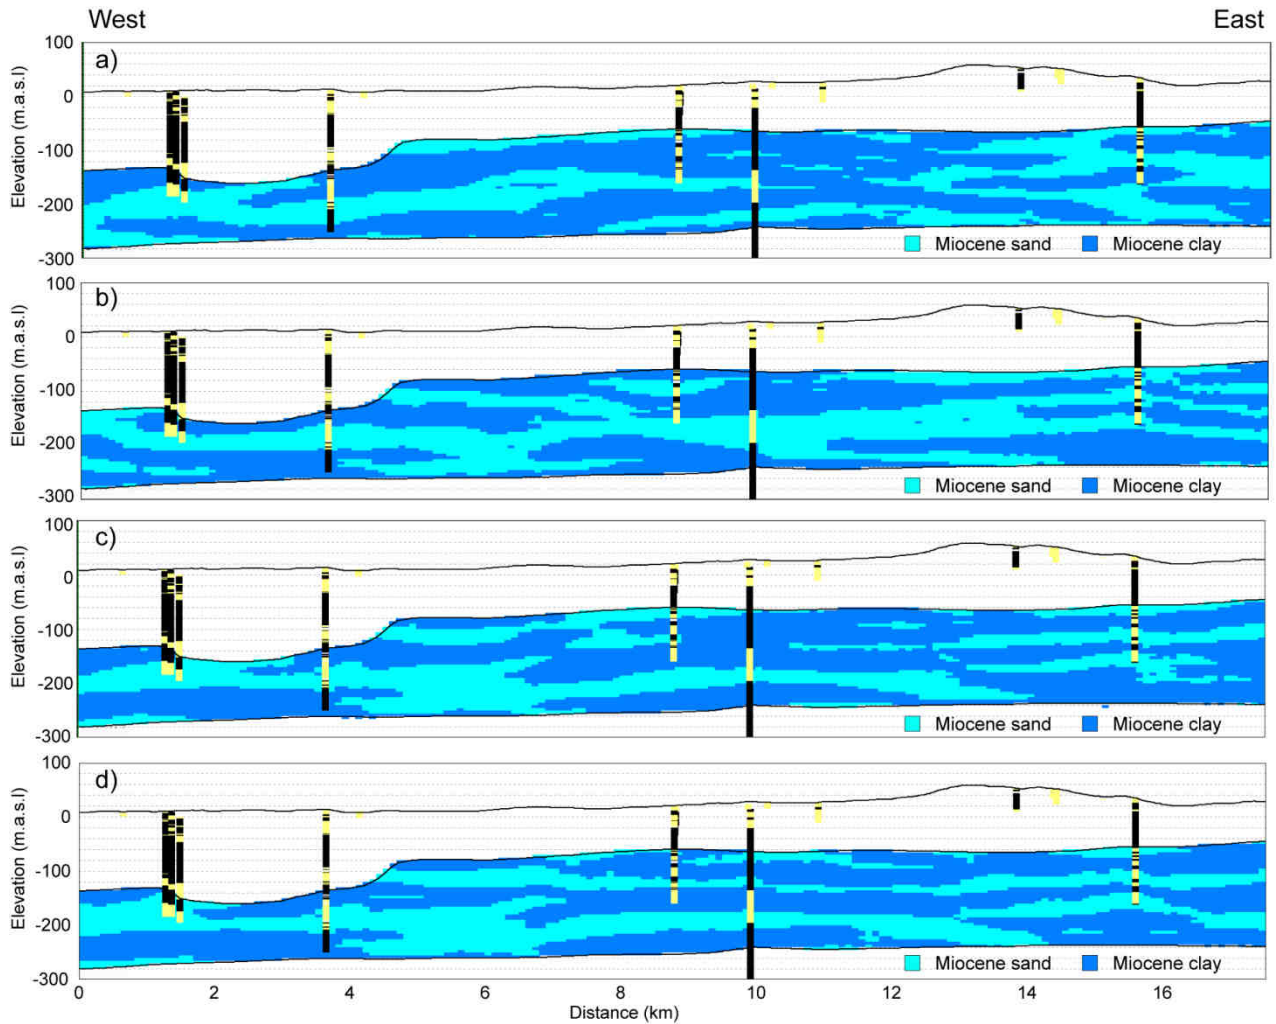 West East
a)
100
0
-100
-200
-300
Elevation (m.a.s.l)
Miocene sand Miocene clay
b)
100
0
-100
-200
-300
Elevation (m.a.s.l)
Miocene sand Miocene clay
c)
100
0
-100
-200
-300
Elevation (m.a.s.l)
Miocene sand Miocene clay
d)
100
0
-100
-200
-300
Elevation (m.a.s.l)
Miocene sand Miocene clay
0 2 4 6 8 10 12 14 16
Distance (km)